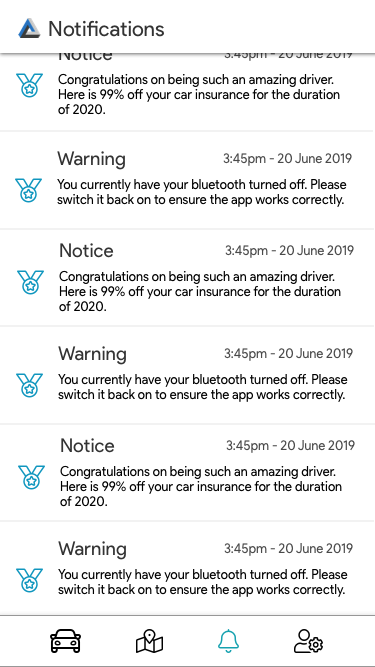 Notifications
Notice 3:45pm - 20 June 2019
Congratulations on being such an amazing driver.
Here is 99% off your car insurance for the duration
of 2020.
Warning 3:45pm - 20 June 2019
You currently have your bluetooth turned off. Please
switch it back on to ensure the app works correctly.
Notice 3:45pm - 20 June 2019
Congratulations on being such an amazing driver.
Here is 99% off your car insurance for the duration
of 2020.
Warning 3:45pm - 20 June 2019
You currently have your bluetooth turned off. Please
switch it back on to ensure the app works correctly.
Notice 3:45pm - 20 June 2019
Congratulations on being such an amazing driver.
Here is 99% off your car insurance for the duration
of 2020.
Warning 3:45pm - 20 June 2019
You currently have your bluetooth turned off. Please
switch it back on to ensure the app works correctly.